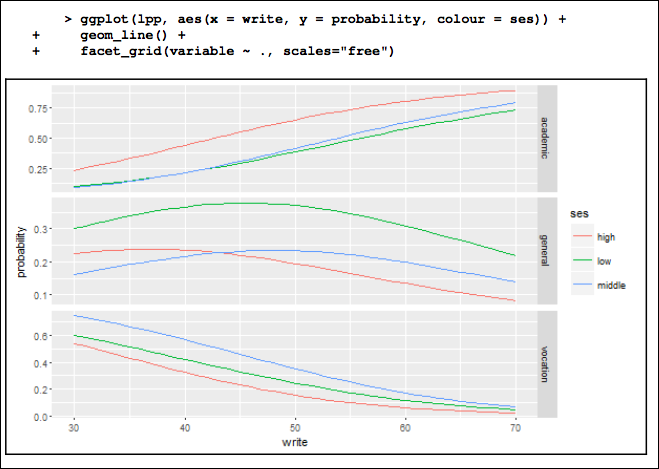 > ggplot(lpp, aes(x = write, y = probability, colour = ses)) +
+ geom_line() +
+ facet_grid(variable ~ ., scales="free")
0.75
0.50
0.25
academic
0.3
0.2
0.1
general
probability
0.6
0.4
0.2
0.0
vocation
30 40 50 60 70
write
ses
high
low
middle